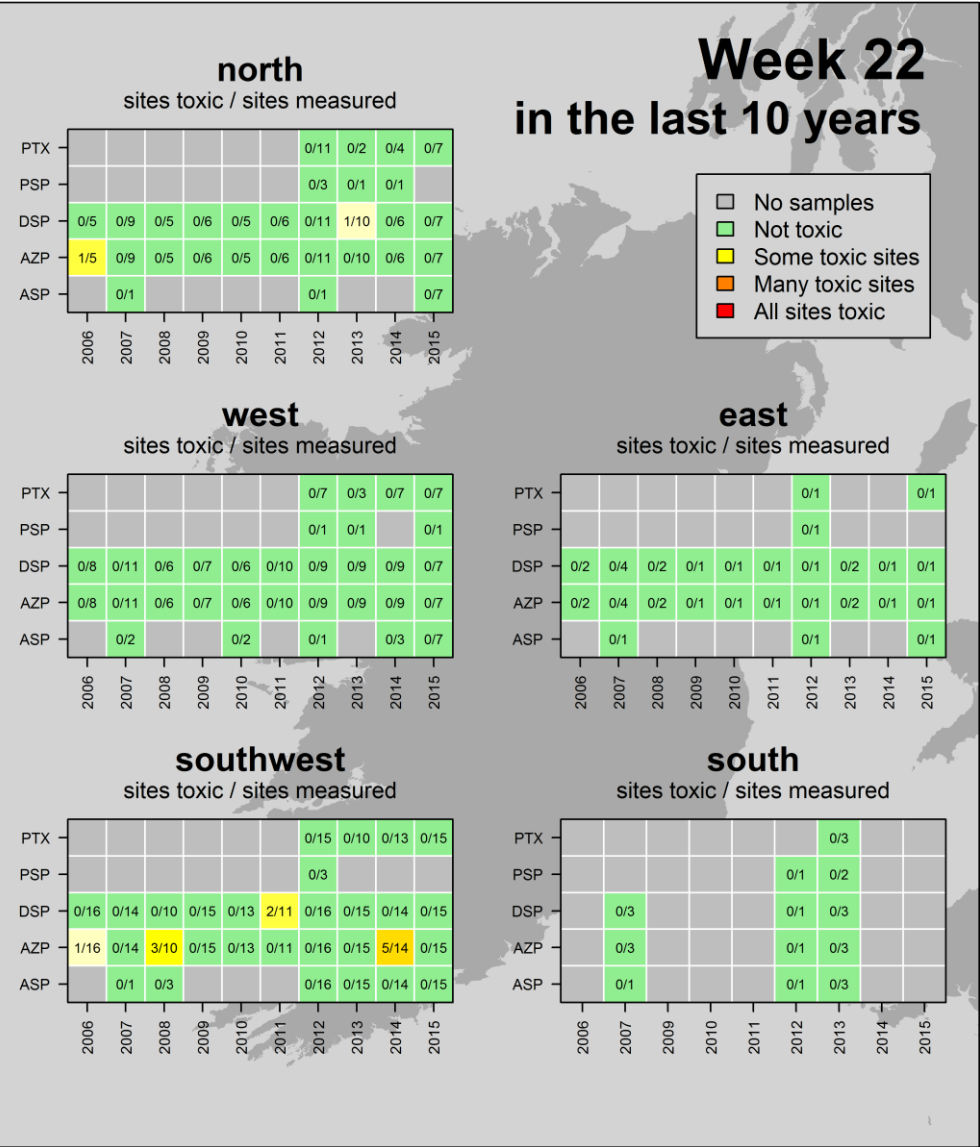 Week 22
in the last 10 years
No samples
Not toxic
Some toxic sites
Many toxic sites
All sites toxic
north
sites toxic / sites measured
PTX 0/11 0/2 0/4 0/7
PSP 0/3 0/1 0/1
DSP 0/5 0/9 0/5 0/6 0/5 0/6 0/11 1/10 0/6 0/7
AZP 1/5 0/9 0/5 0/6 0/5 0/6 0/11 0/10 0/6 0/7
ASP 0/1 0/1 0/7
2006 2007 2008 2009 2010 2011 2012 2013 2014 2015
west
sites toxic / sites measured
PTX 0/7 0/3 0/7 0/7
PSP 0/1 0/1 0/1
DSP 0/8 0/11 0/6 0/7 0/6 0/10 0/9 0/9 0/9 0/7
AZP 0/8 0/11 0/6 0/7 0/6 0/10 0/9 0/9 0/9 0/7
ASP 0/2 0/2 0/1 0/3 0/7
2006 2007 2008 2009 2010 2011 2012 2013 2014 2015
east
sites toxic / sites measured
PTX 0/1 0/1
PSP 0/1
DSP 0/2 0/4 0/2 0/1 0/1 0/1 0/1 0/2 0/1 0/1
AZP 0/2 0/4 0/2 0/1 0/1 0/1 0/1 0/2 0/1 0/1
ASP 0/1 0/1 0/1
2006 2007 2008 2009 2010 2011 2012 2013 2014 2015
southwest
sites toxic / sites measured
PTX 0/15 0/10 0/13 0/15
PSP 0/3
DSP 0/16 0/14 0/10 0/15 0/13 2/11 0/16 0/15 0/14 0/15
AZP 1/16 0/14 3/10 0/15 0/13 0/11 0/16 0/15 5/14 0/15
ASP 0/1 0/3 0/16 0/15 0/14 0/15
2006 2007 2008 2009 2010 2011 2012 2013 2014 2015
south
sites toxic / sites measured
PTX 0/3
PSP 0/1 0/2
DSP 0/3 0/1 0/3
AZP 0/3 0/1 0/3
ASP 0/1 0/1 0/3
2006 2007 2008 2009 2010 2011 2012 2013 2014 2015